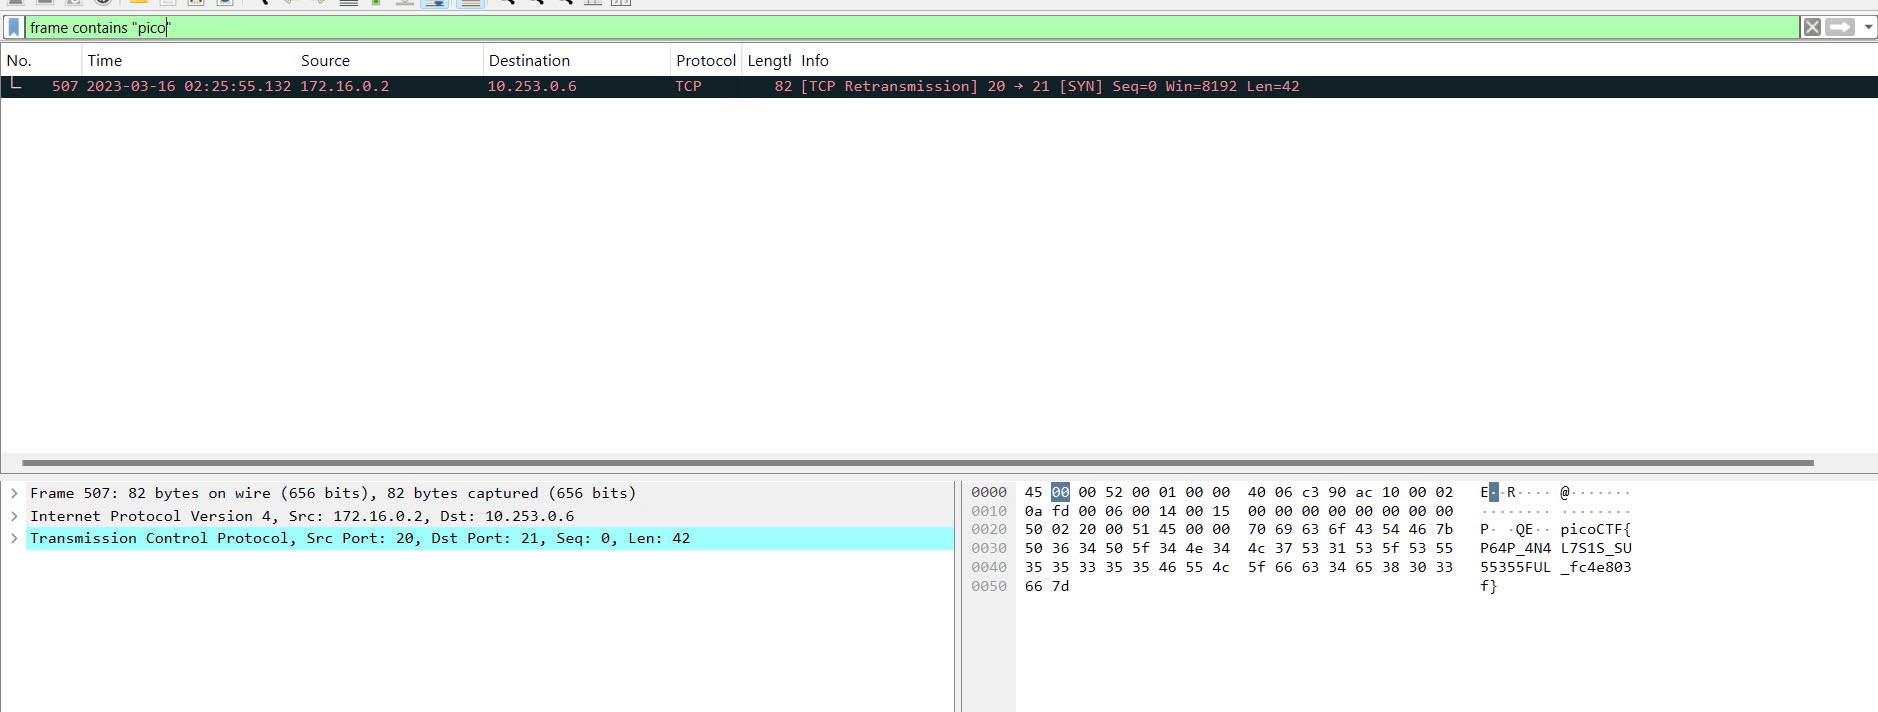 frame contains "pico"
No. Time Source Destination Protocol Lengtł Info
507 2023-03-16 02:25:55.132 172.16.0.2 10.253.0.6 TCP 82 [TCP Retransmission] 20 → 21 [SYN] Seq=0 Win=8192 Len=42
Frame 507: 82 bytes on wire (656 bits), 82 bytes captured (656 bits)
Internet Protocol Version 4, Src: 172.16.0.2, Dst: 10.253.0.6
Transmission Control Protocol, Src Port: 20, Dst Port: 21, Seq: 0, Len: 42
0000 45 00 00 52 00 01 00 00 40 06 c3 90 ac 10 00 02 E··R···· @·······
0010 0a fd 00 06 00 14 00 15 00 00 00 00 00 00 00 00 ········ ········
0020 50 02 20 00 51 45 00 00 70 69 63 6f 43 54 46 7b P· ·QE·· picoCTF{
0030 50 36 34 50 5f 34 4e 34 4c 37 53 31 53 5f 53 55 P64P_4N4 L7S1S_SU
0040 35 35 33 35 35 46 55 4c 5f 66 63 34 65 38 30 33 55355FUL _fc4e803
0050 66 7d f}